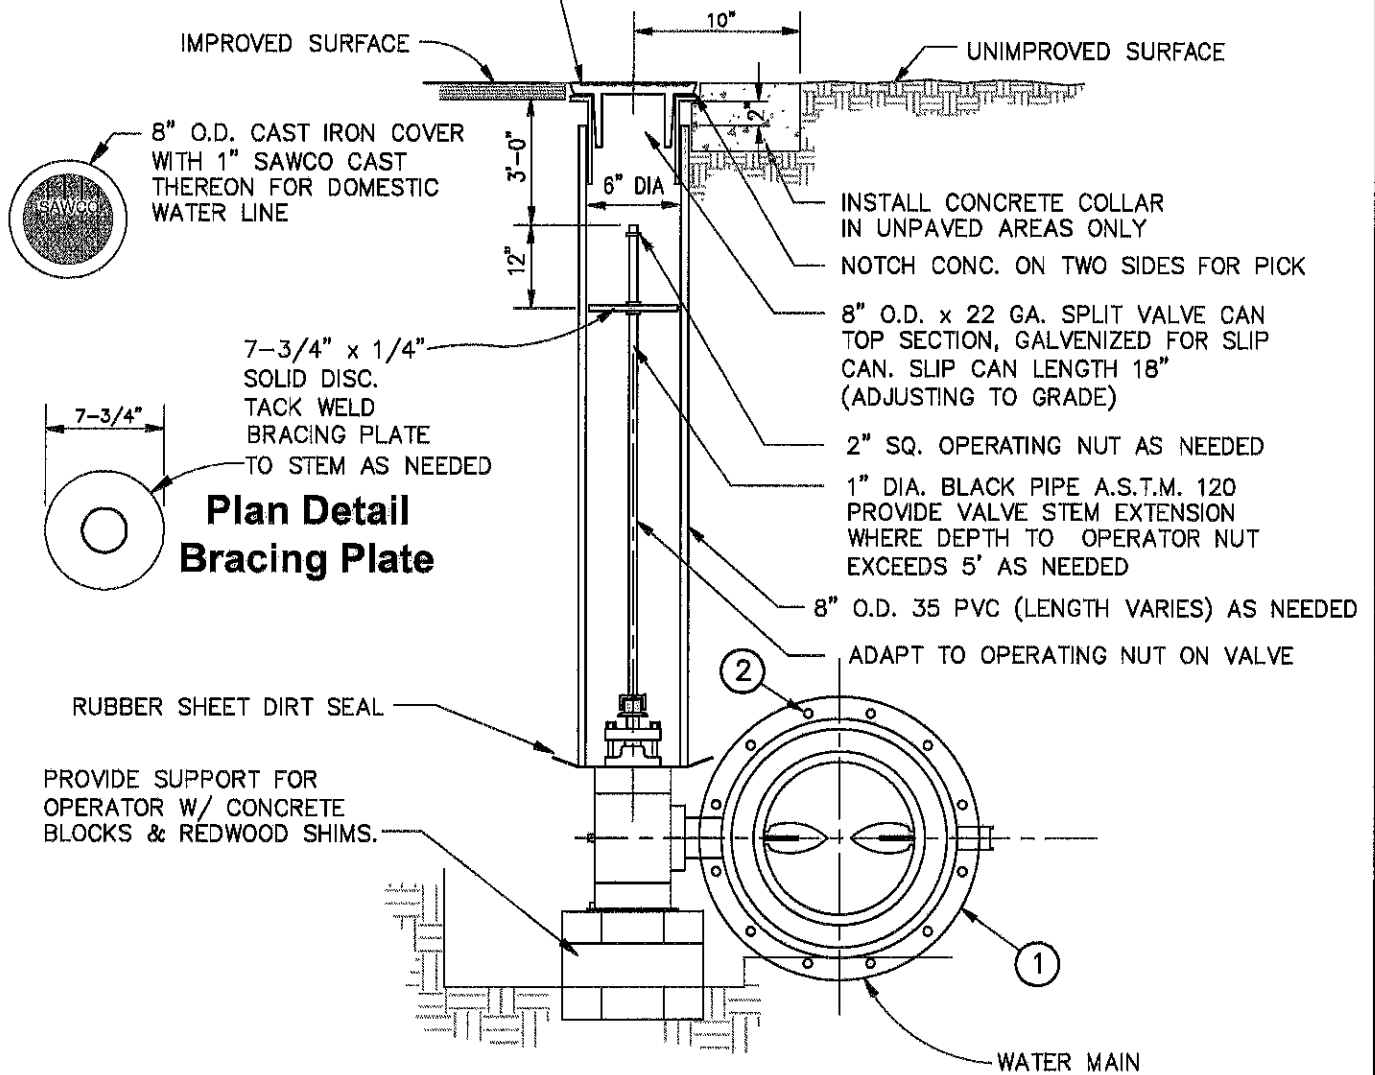 10"
IMPROVED SURFACE
UNIMPROVED SURFACE
8" O.D. CAST IRON COVER
WITH 1" SAWCO CAST
THEREON FOR DOMESTIC
WATER LINE
SAWCO
3'-0"
2"
6" DIA
12"
INSTALL CONCRETE COLLAR
IN UNPAVED AREAS ONLY
NOTCH CONC. ON TWO SIDES FOR PICK
8" O.D. x 22 GA. SPLIT VALVE CAN
TOP SECTION, GALVENIZED FOR SLIP
CAN. SLIP CAN LENGTH 18"
(ADJUSTING TO GRADE)
7-3/4" x 1/4"
SOLID DISC.
TACK WELD
BRACING PLATE
TO STEM AS NEEDED
7-3/4"
Plan Detail
Bracing Plate
2" SQ. OPERATING NUT AS NEEDED
1" DIA. BLACK PIPE A.S.T.M. 120
PROVIDE VALVE STEM EXTENSION
WHERE DEPTH TO OPERATOR NUT
EXCEEDS 5' AS NEEDED
8" O.D. 35 PVC (LENGTH VARIES) AS NEEDED
ADAPT TO OPERATING NUT ON VALVE
2
RUBBER SHEET DIRT SEAL
PROVIDE SUPPORT FOR
OPERATOR W/ CONCRETE
BLOCKS & REDWOOD SHIMS.
1
WATER MAIN